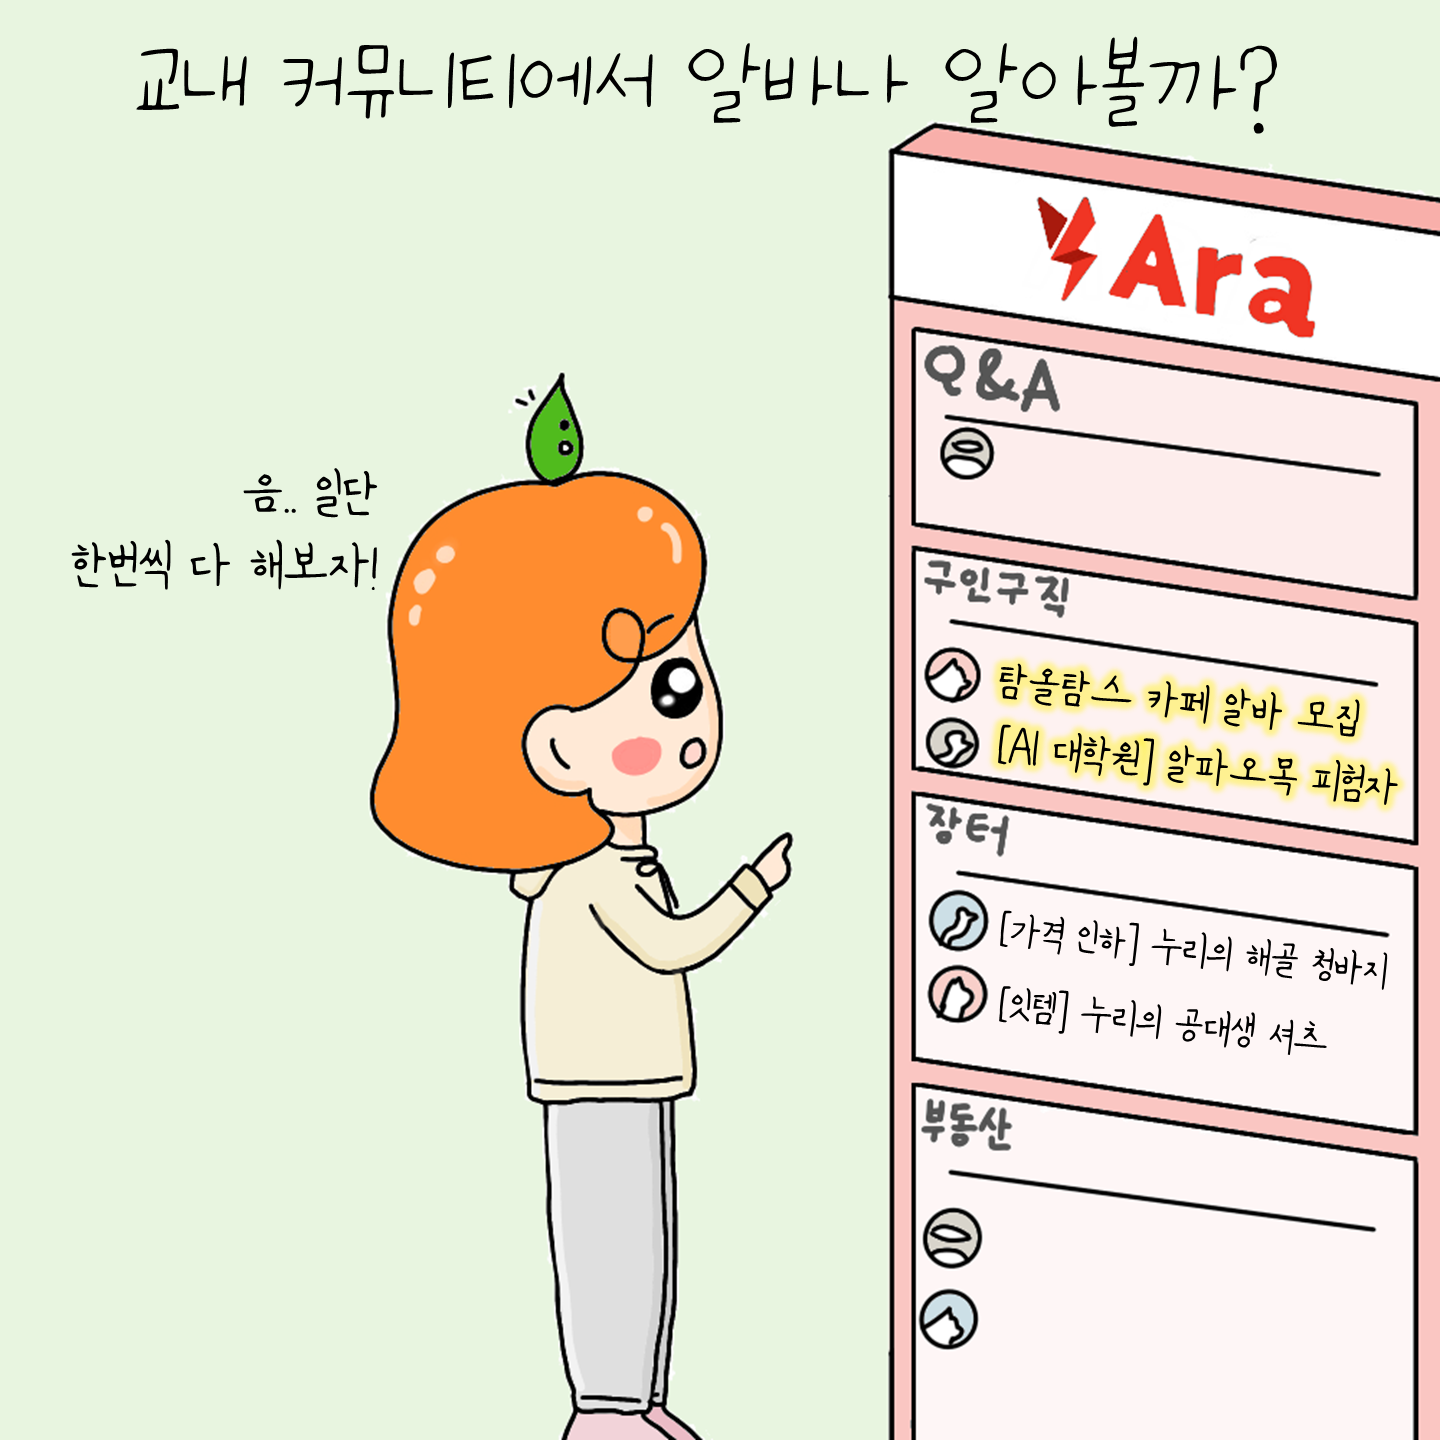 교내 커뮤니티에서 알바나 알아볼까?
Ara
Q&A
음.. 일단
한번씩 다 해보자!
구인구직
탐올탐스 카페 알바 모집
[AI 대학원] 알파오목 피험자
장터
[가격 인하] 누리의 해골 청바지
[잇템] 누리의 공대생 셔츠
부동산